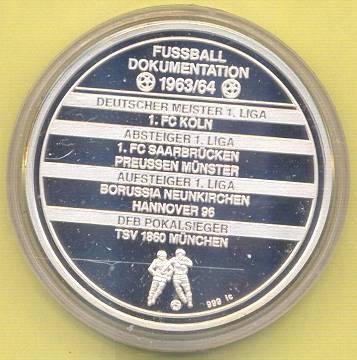 FUSSBALL
DOKUMENTATION
1963/64
DEUTSCHER MEISTER 1. LIGA
1. FC KÖLN
ABSTEIGER 1. LIGA
1. FC SAARBRÜCKEN
PREUSSEN MÜNSTER
AUFSTEIGER 1. LIGA
BORUSSIA NEUNKIRCHEN
HANNOVER 96
DFB POKALSIEGER
TSV 1860 MÜNCHEN
999 ic